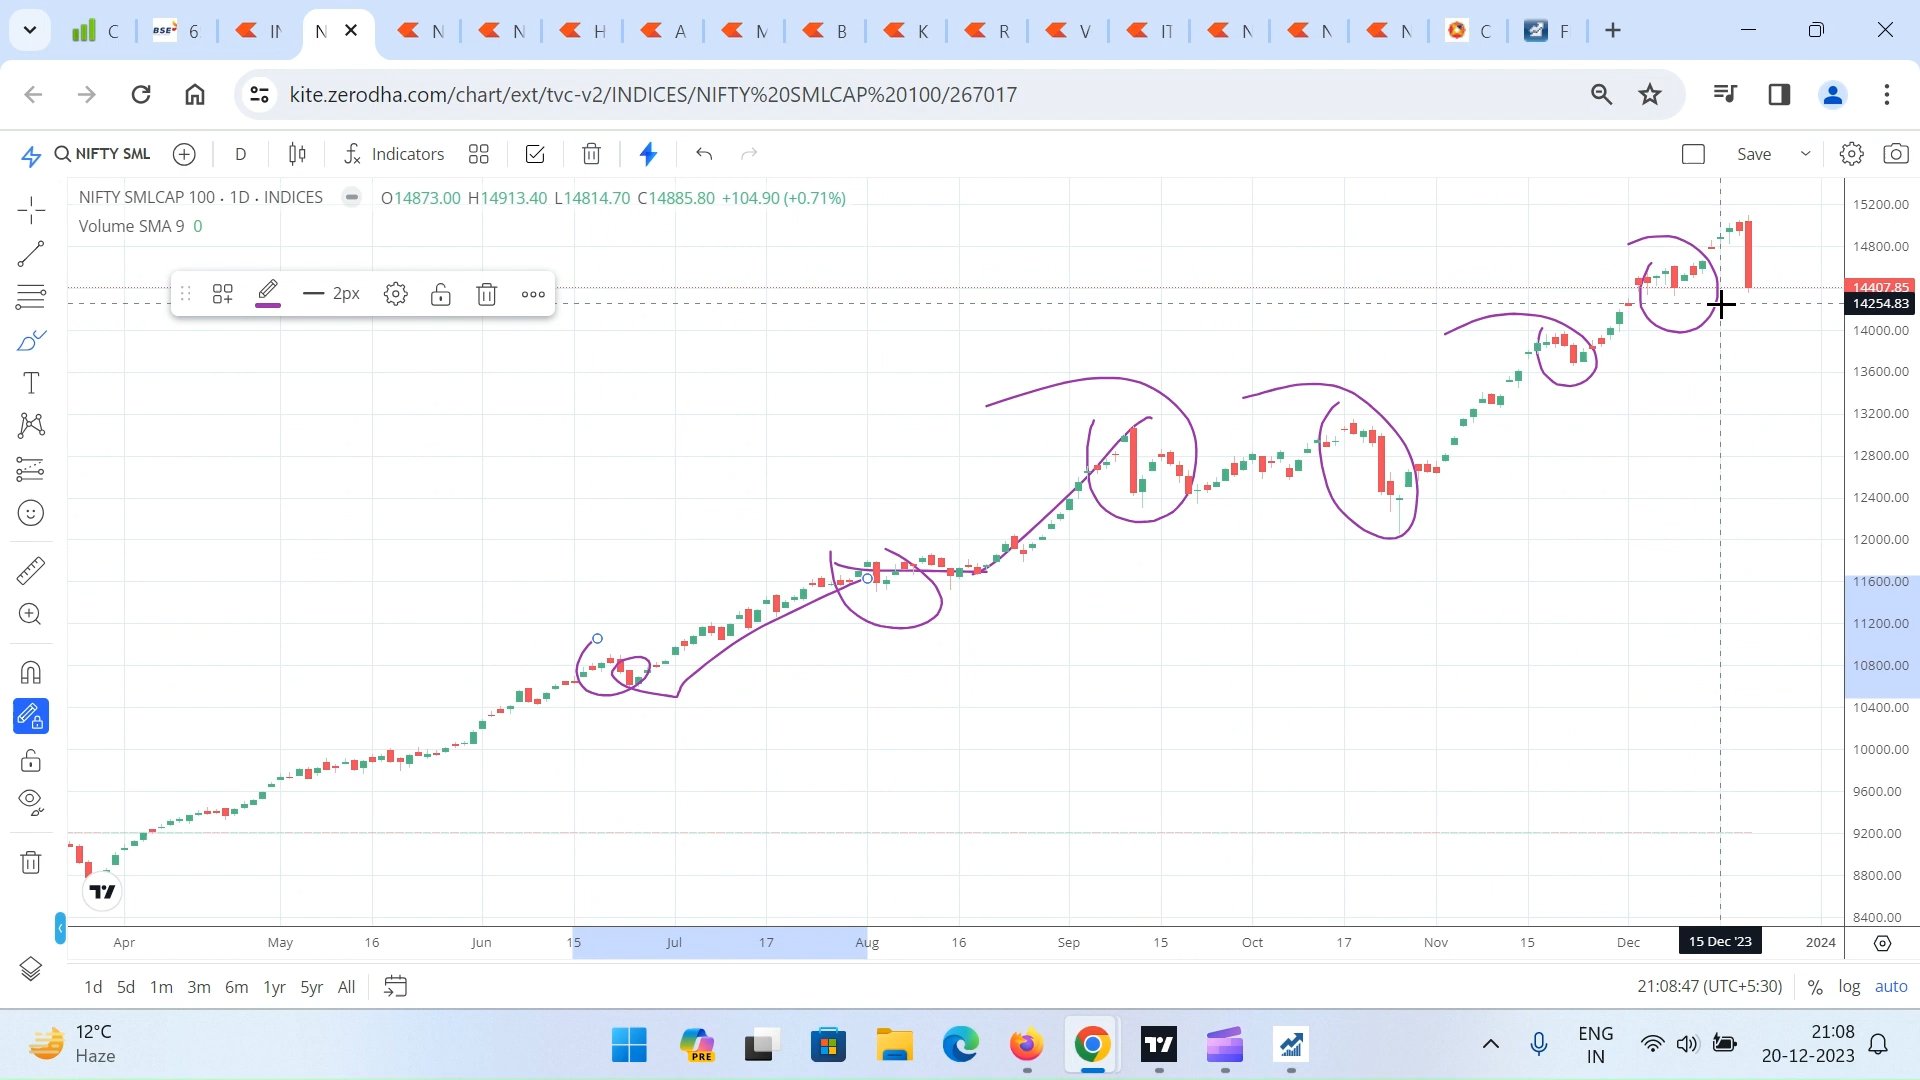 C
BSE
6
IN
N
N
N
H
A
M
B
K
R
V
IT
N
N
N
C
F
kite.zerodha.com/chart/ext/tvc-v2/INDICES/NIFTY%20SMLCAP%20100/267017
NIFTY SML
D
Indicators
Save
NIFTY SMLCAP 100 · 1D · INDICES
O14873.00 H14913.40 L14814.70 C14885.80 +104.90 (+0.71%)
Volume SMA 9 0
2px
15200.00
14800.00
14407.85
14254.83
14000.00
13600.00
13200.00
12800.00
12400.00
12000.00
11600.00
11200.00
10800.00
10400.00
10000.00
9600.00
9200.00
8800.00
8400.00
Apr May 16 Jun 15 Jul 17 Aug 16 Sep 15 Oct 17 Nov 15 Dec 15 Dec '23 2024
1d 5d 1m 3m 6m 1yr 5yr All
21:08:47 (UTC+5:30) % log auto
12°C
Haze
PRE
ENG
IN
21:08
20-12-2023